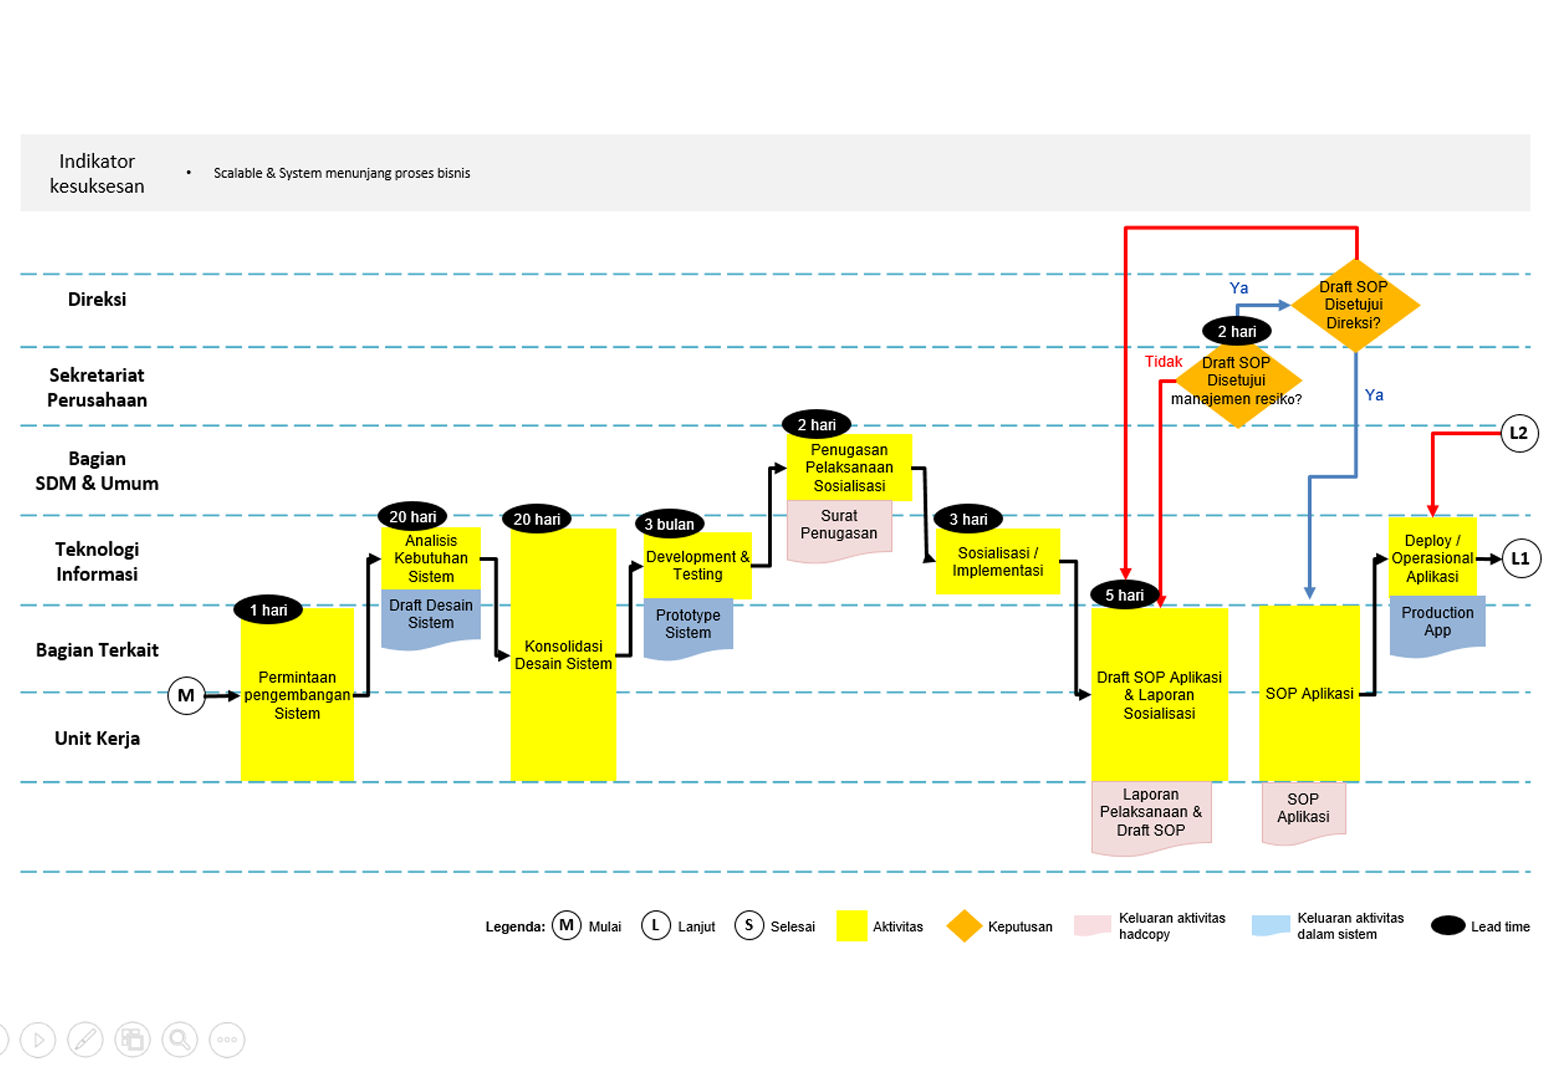 Indikator
kesuksesan
• Scalable & System menunjang proses bisnis
Direksi
Ya
Draft SOP
Disetujui
Direksi?
2 hari
Sekretariat
Perusahaan
Tidak
Draft SOP
Disetujui
manajemen resiko?
Ya
Bagian
SDM & Umum
2 hari
Penugasan
Pelaksanaan
Sosialisasi
Surat
Penugasan
L2
Teknologi
Informasi
20 hari
Analisis
Kebutuhan
Sistem
Draft Desain
Sistem
20 hari
3 bulan
Development &
Testing
Prototype
Sistem
3 hari
Sosialisasi /
Implementasi
5 hari
Deploy /
Operasional
Aplikasi
L1
Production
App
Bagian Terkait
1 hari
M
Permintaan
pengembangan
Sistem
Konsolidasi
Desain Sistem
Draft SOP Aplikasi
& Laporan
Sosialisasi
SOP Aplikasi
Unit Kerja
Laporan
Pelaksanaan &
Draft SOP
SOP
Aplikasi
Legenda: M Mulai L Lanjut S Selesai Aktivitas Keputusan
Keluaran aktivitas
hadcopy
Keluaran aktivitas
dalam sistem
Lead time